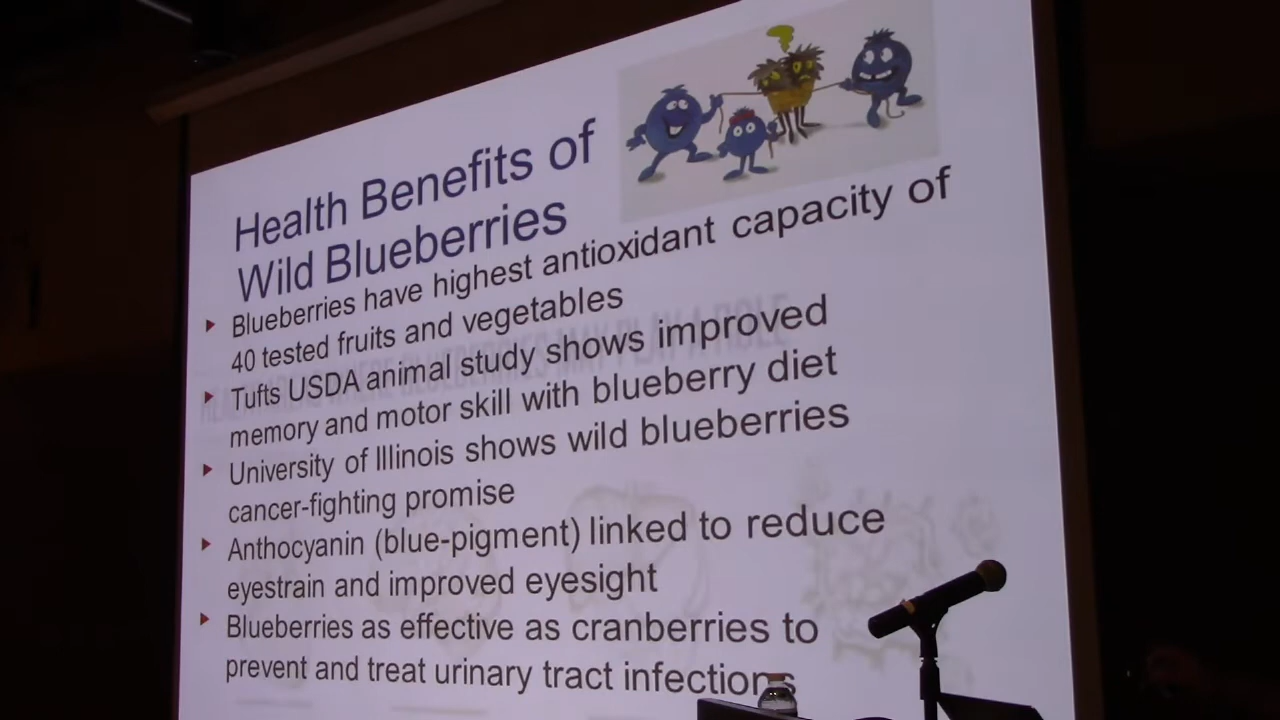 Health Benefits of
Wild Blueberries
Blueberries have highest antioxidant capacity of
40 tested fruits and vegetables
Tufts USDA animal study shows improved
memory and motor skill with blueberry diet
University of Illinois shows wild blueberries
cancer-fighting promise
Anthocyanin (blue-pigment) linked to reduce
eyestrain and improved eyesight
Blueberries as effective as cranberries to
prevent and treat urinary tract infections